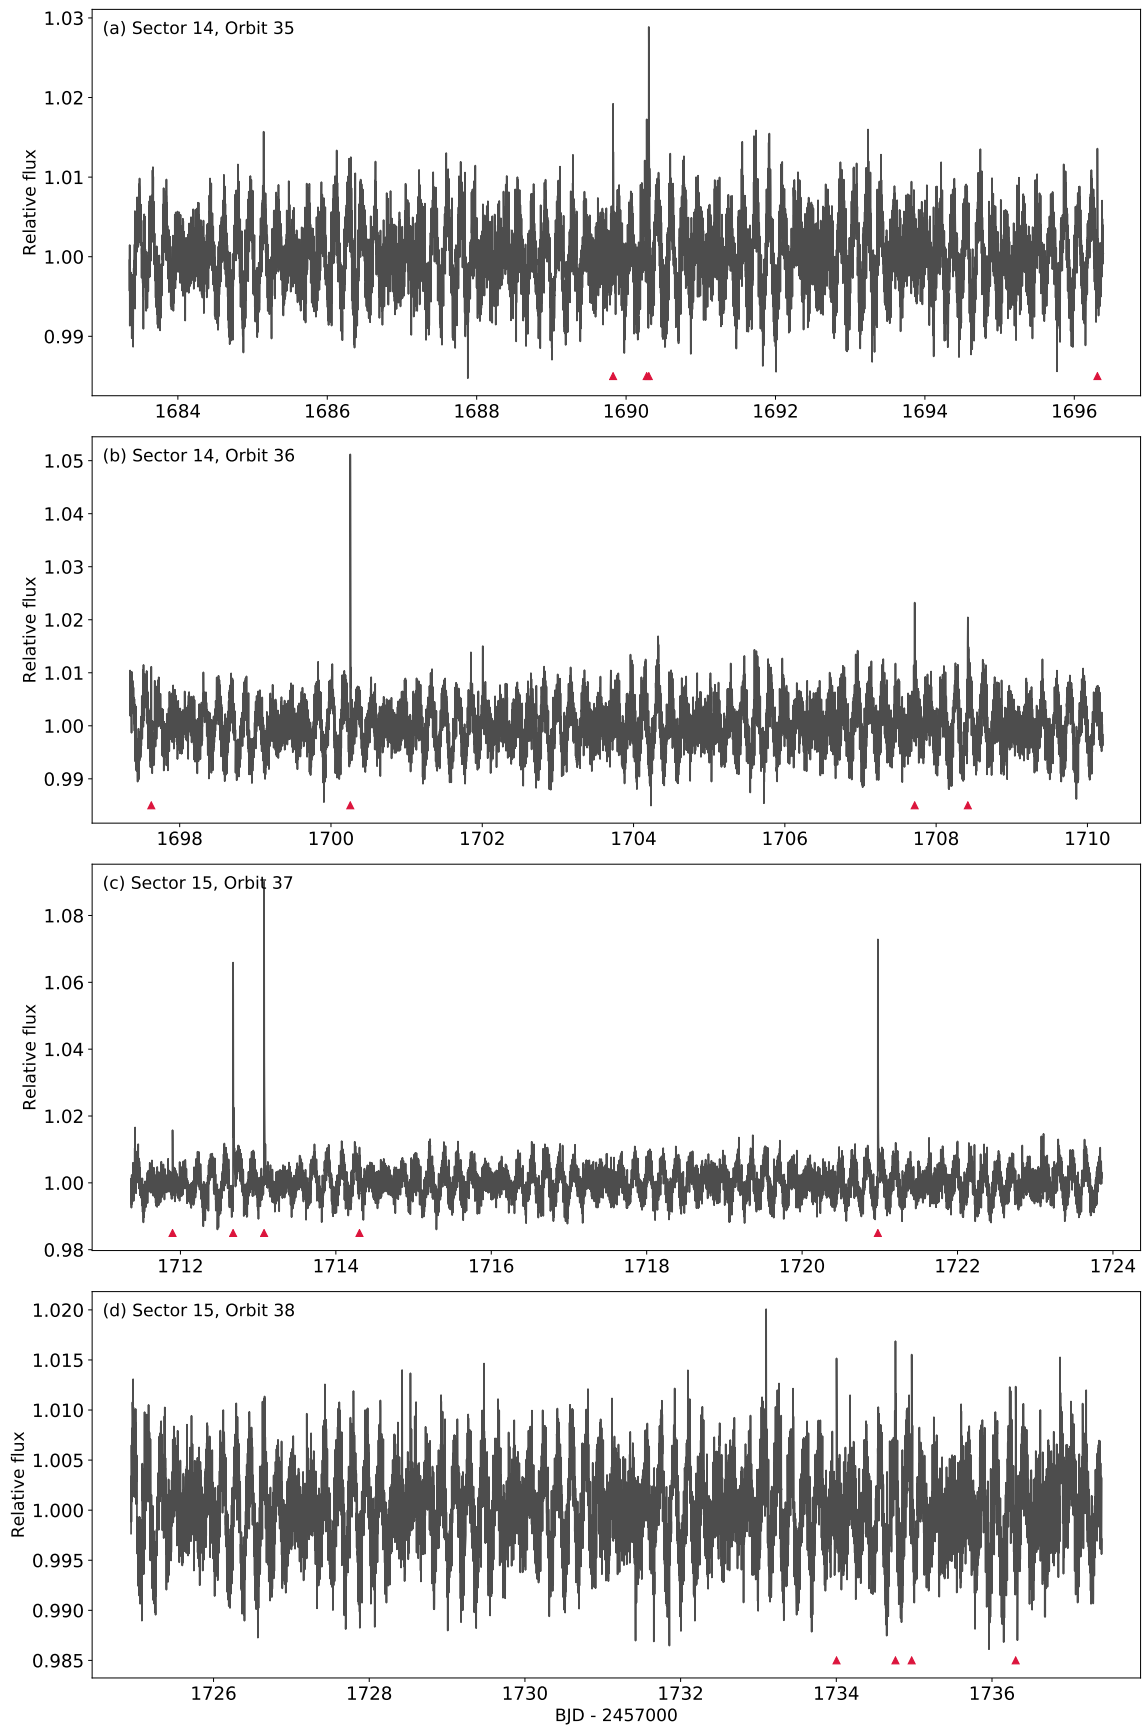 (a) Sector 14, Orbit 35
1.03
1.02
1.01
1.00
0.99
Relative flux
1684 1686 1688 1690 1692 1694 1696
(b) Sector 14, Orbit 36
1.05
1.04
1.03
1.02
1.01
1.00
0.99
Relative flux
1698 1700 1702 1704 1706 1708 1710
(c) Sector 15, Orbit 37
1.08
1.06
1.04
1.02
1.00
0.98
Relative flux
1712 1714 1716 1718 1720 1722 1724
(d) Sector 15, Orbit 38
1.020
1.015
1.010
1.005
1.000
0.995
0.990
0.985
Relative flux
1726 1728 1730 1732 1734 1736
BJD - 2457000